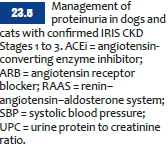 23.5 Management of
proteinuria in dogs and
cats with confirmed IRIS CKD
Stages 1 to 3. ACEi = angiotensin-
converting enzyme inhibitor;
ARB = angiotensin receptor
blocker; RAAS = renin–
angiotensin–aldosterone system;
SBP = systolic blood pressure;
UPC = urine protein to creatinine
ratio.